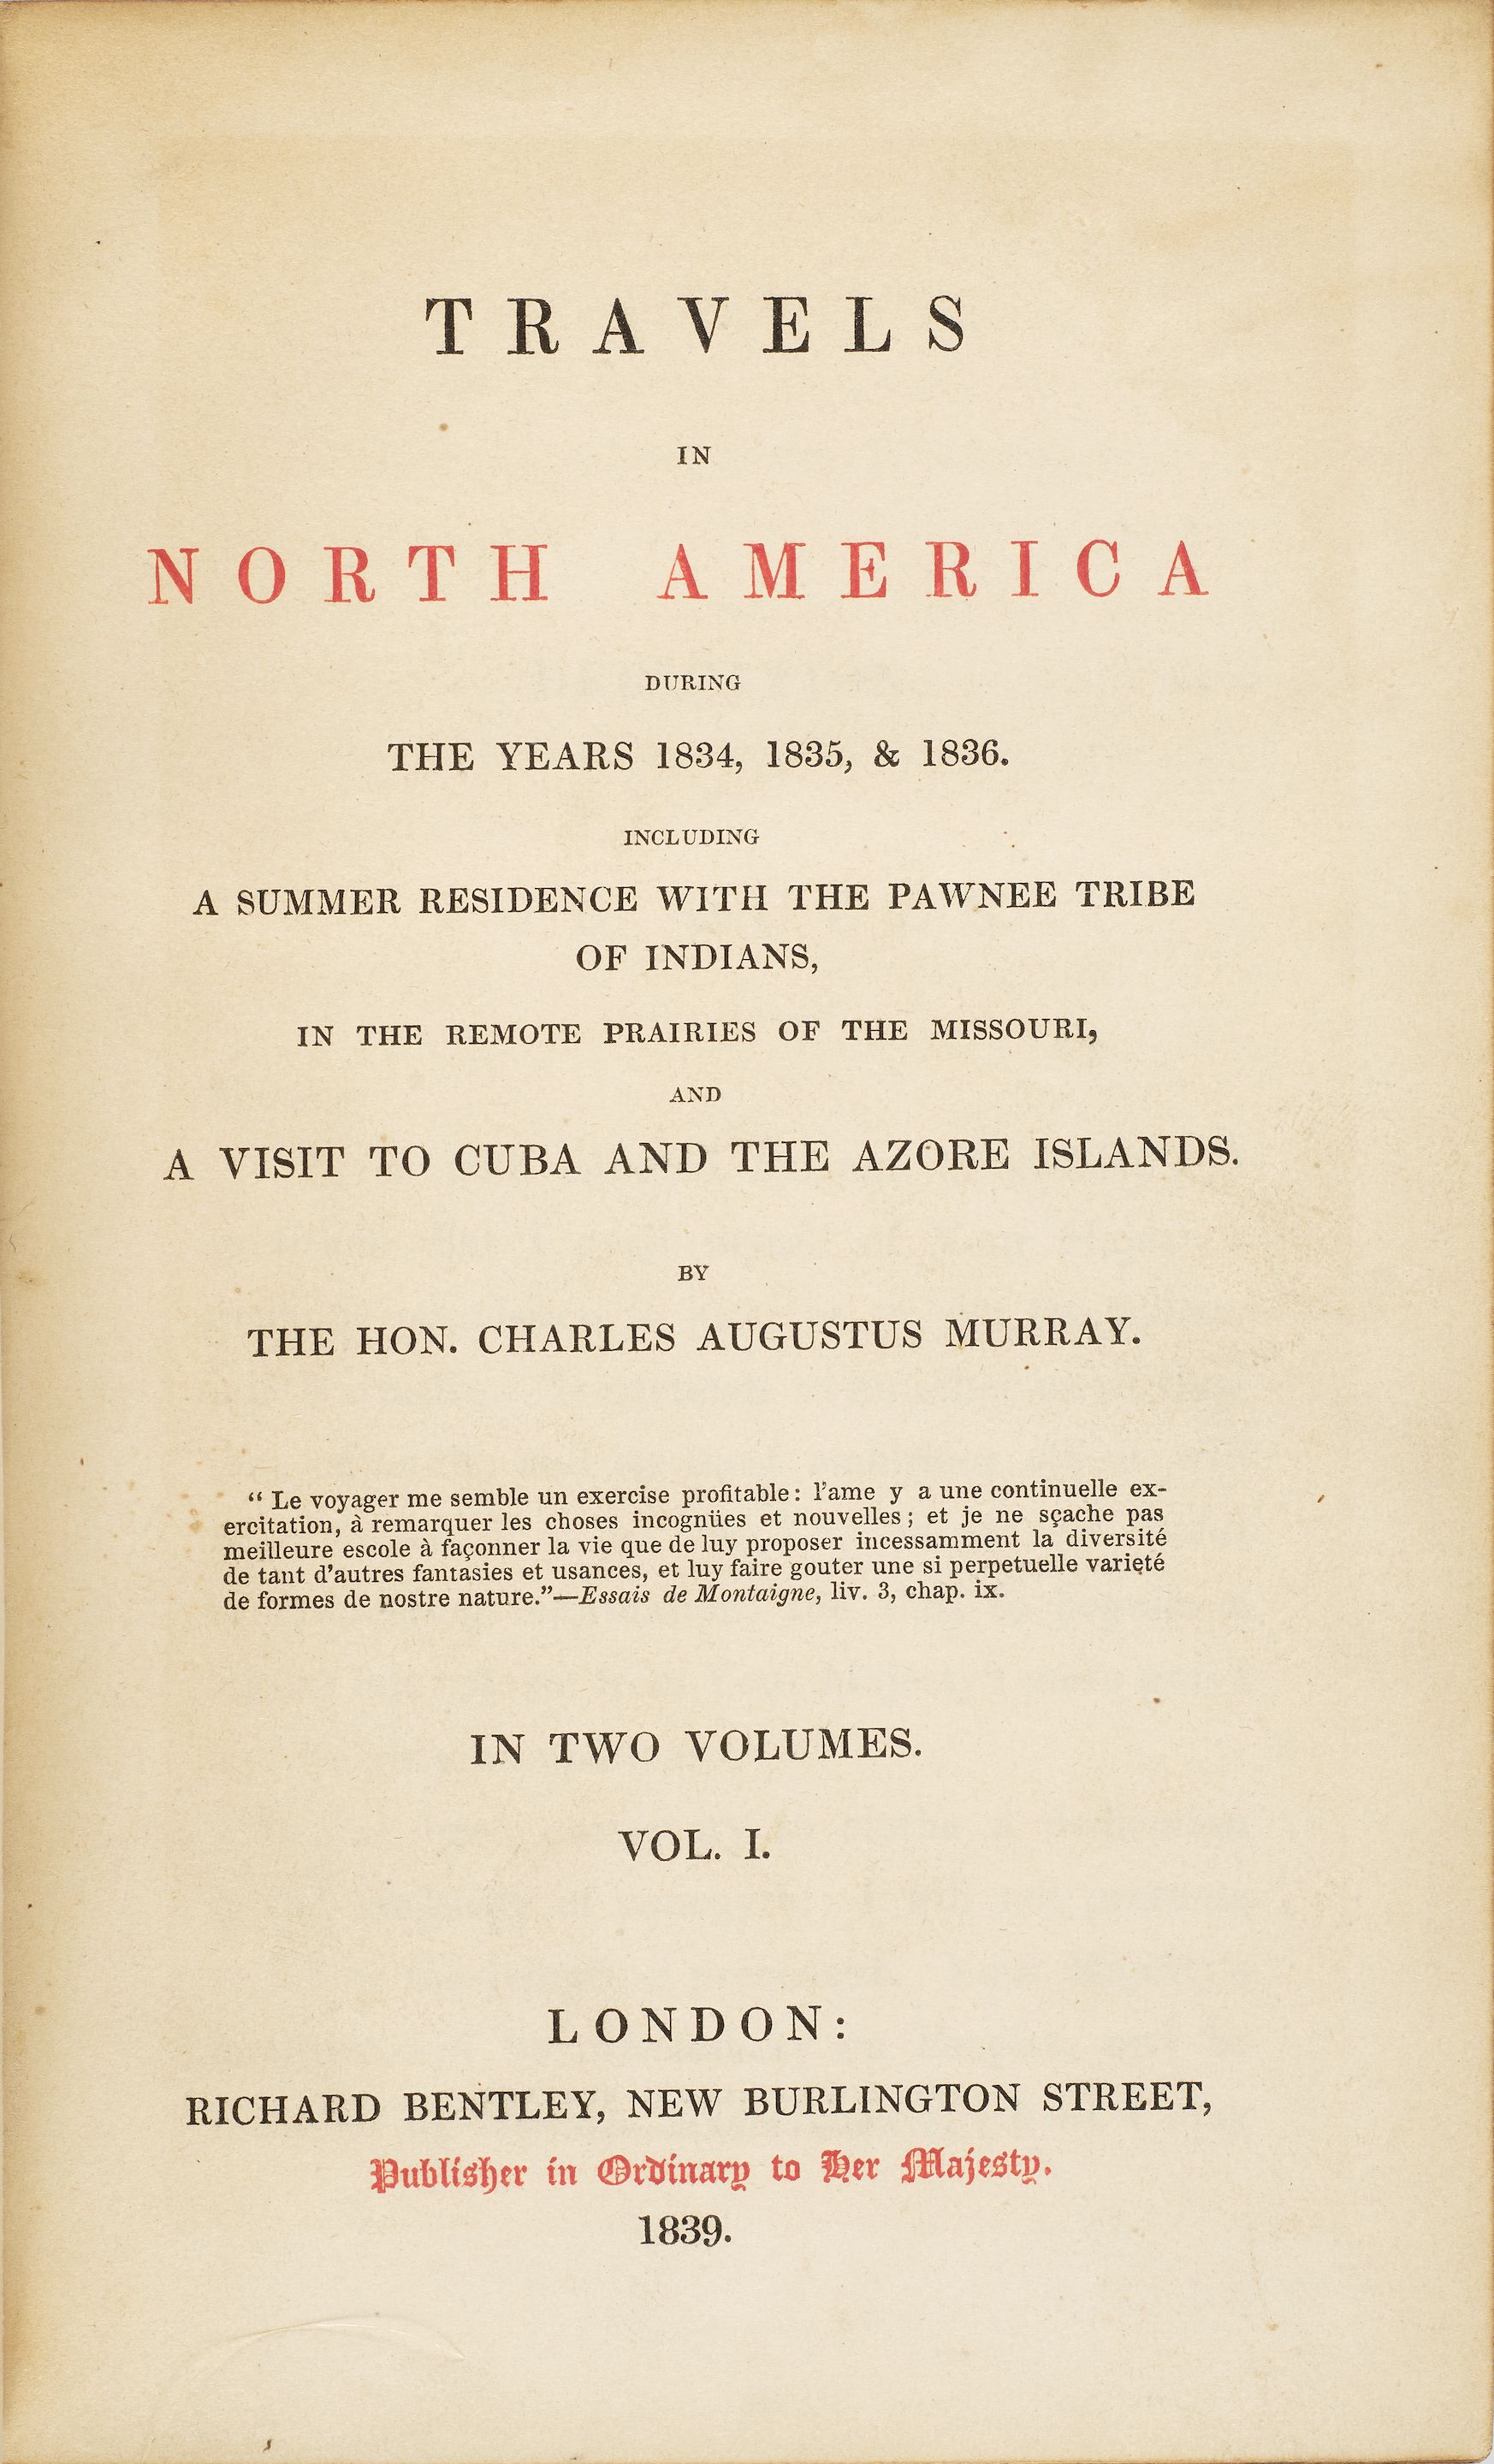 TRAVELS
IN
NORTH AMERICA
DURING
THE YEARS 1834, 1835, & 1836.
INCLUDING
A SUMMER RESIDENCE WITH THE PAWNEE TRIBE
OF INDIANS,
IN THE REMOTE PRAIRIES OF THE MISSOURI,
AND
A VISIT TO CUBA AND THE AZORE ISLANDS.
BY
THE HON. CHARLES AUGUSTUS MURRAY.
“Le voyager me semble un exercise profitable: l'ame y a une continuelle ex-
ercitation, à remarquer les choses incognües et nouvelles; et je ne sçache pas
meilleure escole à façonner la vie que de luy proposer incessamment la diversité
de tant d'autres fantasies et usances, et luy faire gouter une si perpetuelle varięté
de formes de nostre nature.”—Essais de Montaigne, liv. 3, chap. ix.
IN TWO VOLUMES.
VOL. I.
LONDON:
RICHARD BENTLEY, NEW BURLINGTON STREET,
Publisher in Ordinary to Her Majesty.
1839.